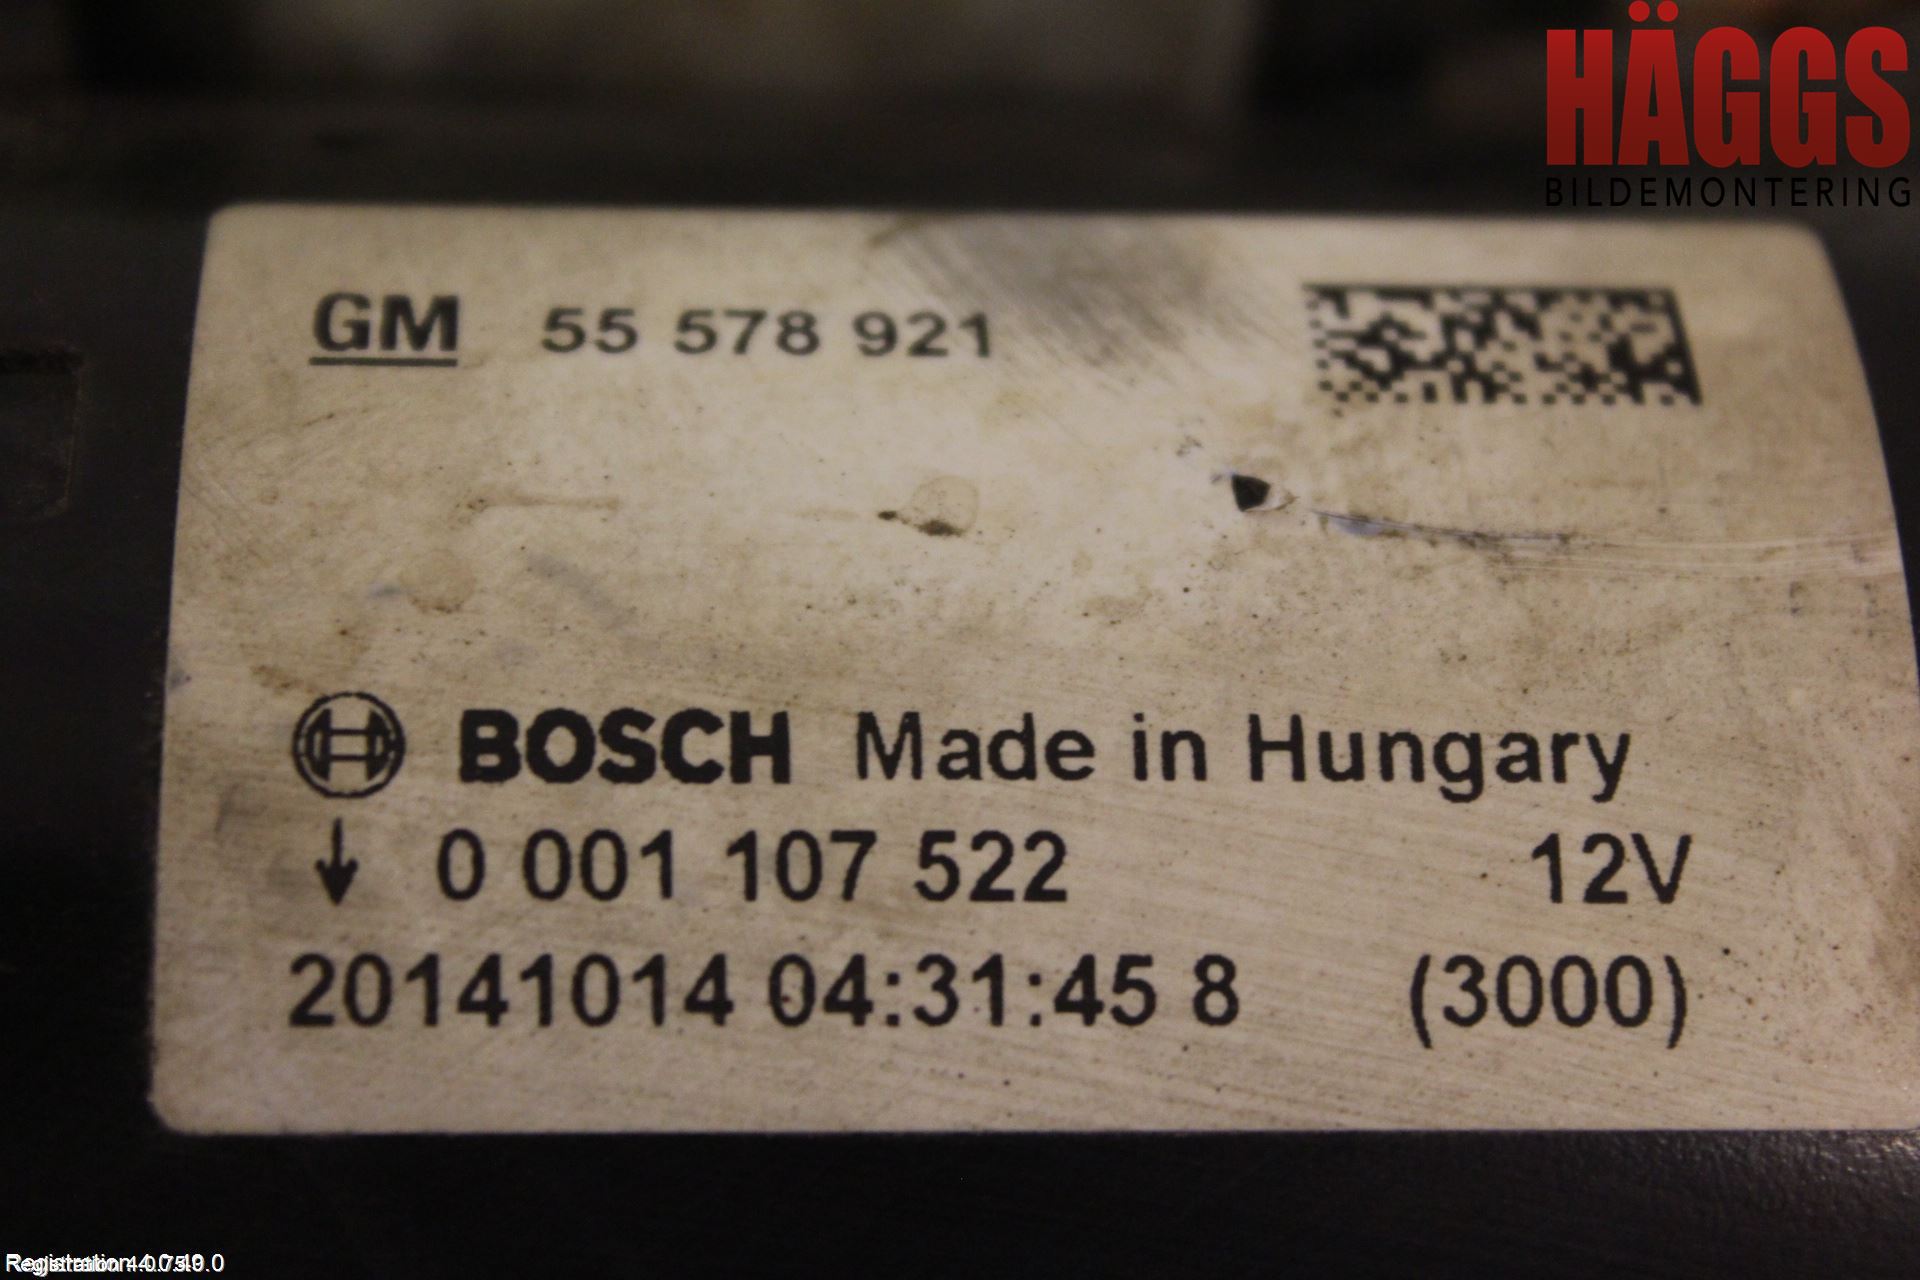 HÄGGS
BILDEMONTERING
GM 55 578 921
BOSCH Made in Hungary
0 001 107 522 12V
20141014 04:31:45 8 (3000)